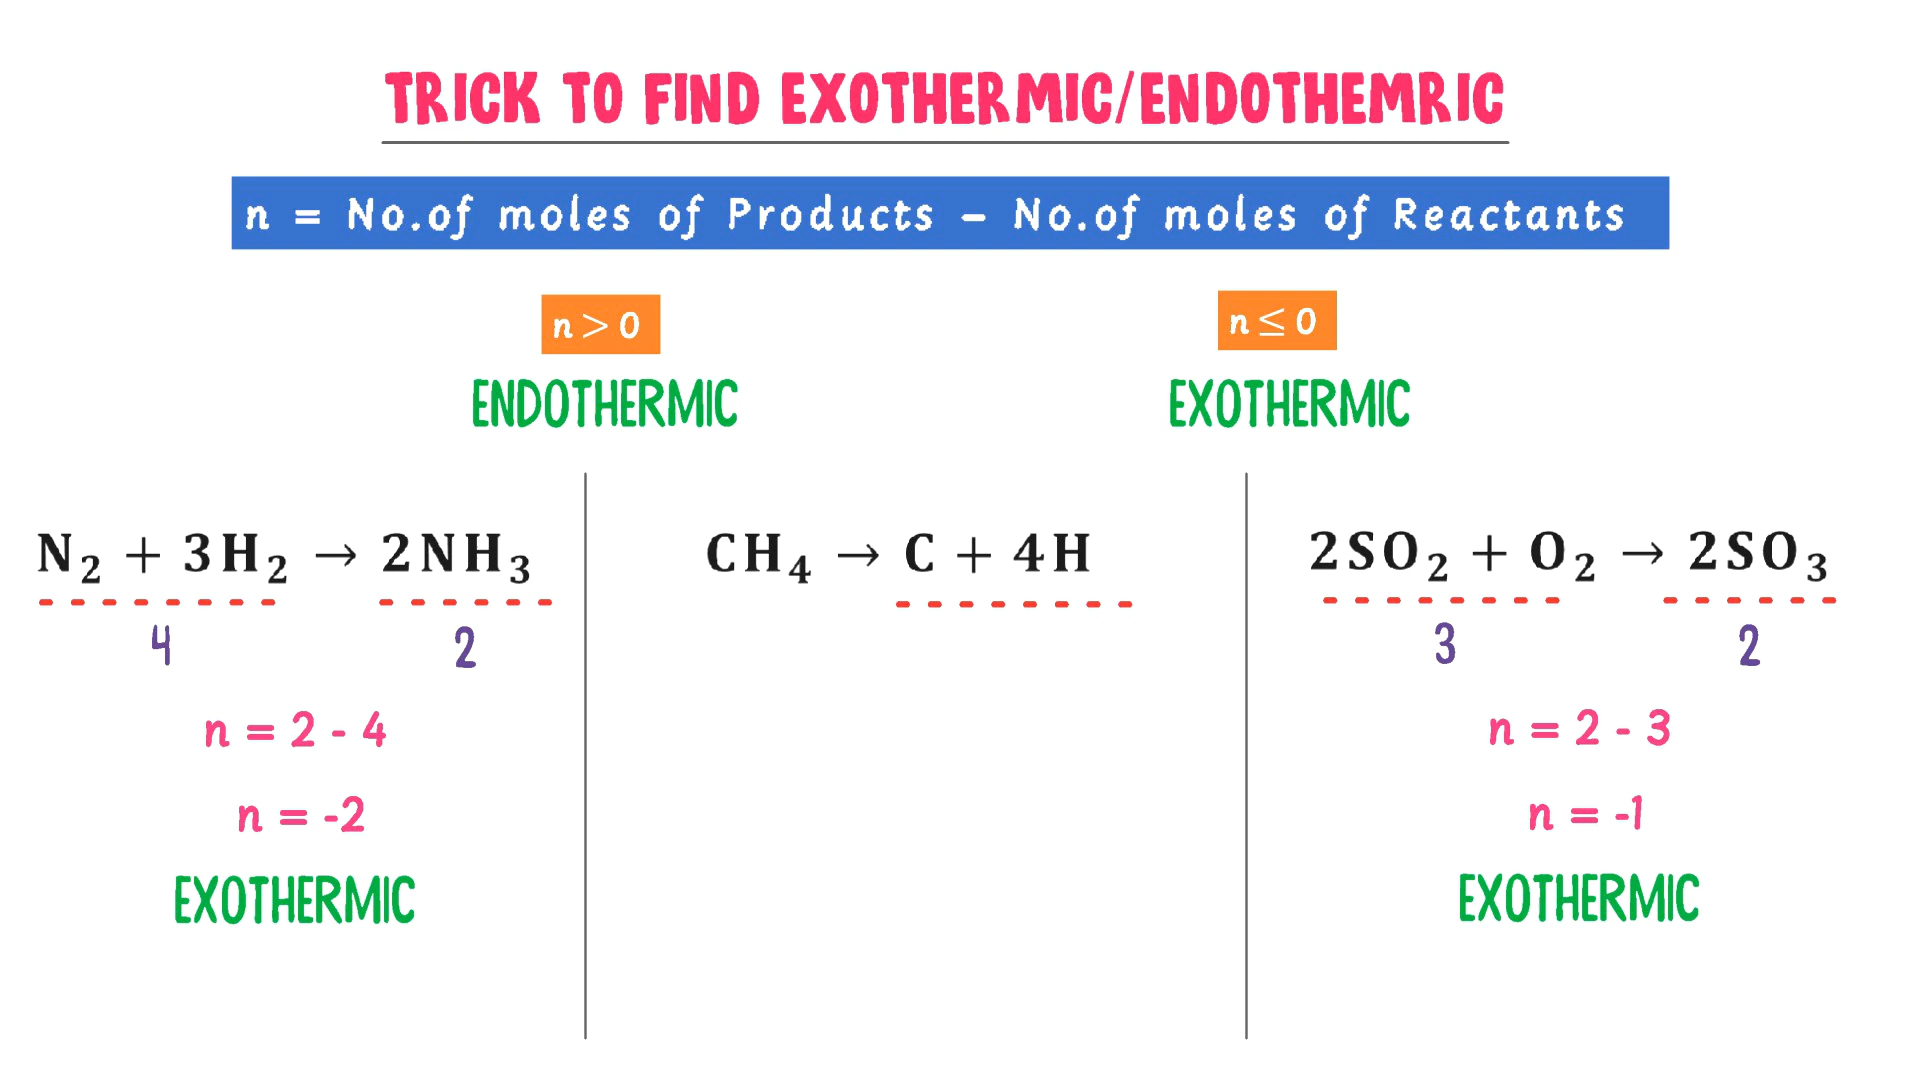 TRICK TO FIND EXOTHERMIC/ENDOTHEMRIC
n = No.of moles of Products – No.of moles of Reactants
n > 0
ENDOTHERMIC
n ≤ 0
EXOTHERMIC
N₂ + 3H₂ → 2NH₃
4 2
n = 2 - 4
n = -2
EXOTHERMIC
CH₄ → C + 4H
2SO₂ + O₂ → 2SO₃
3 2
n = 2 - 3
n = -1
EXOTHERMIC